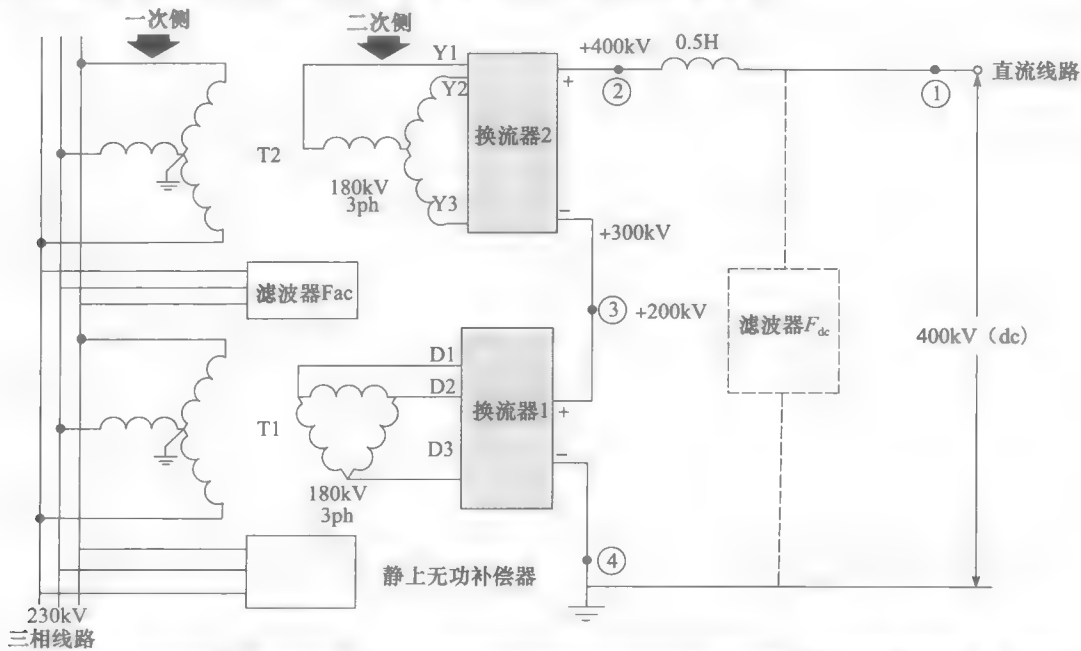 一次侧
二次侧
Y1
Y2
Y3
T2
180kV
3ph
换流器2
+
−
+400kV
0.5H
②
①
直流线路
+300kV
③
+200kV
滤波器Fac
滤波器Fdc
400kV（dc）
D1
D2
D3
T1
180kV
3ph
换流器1
+
−
④
静上无功补偿器
230kV
三相线路